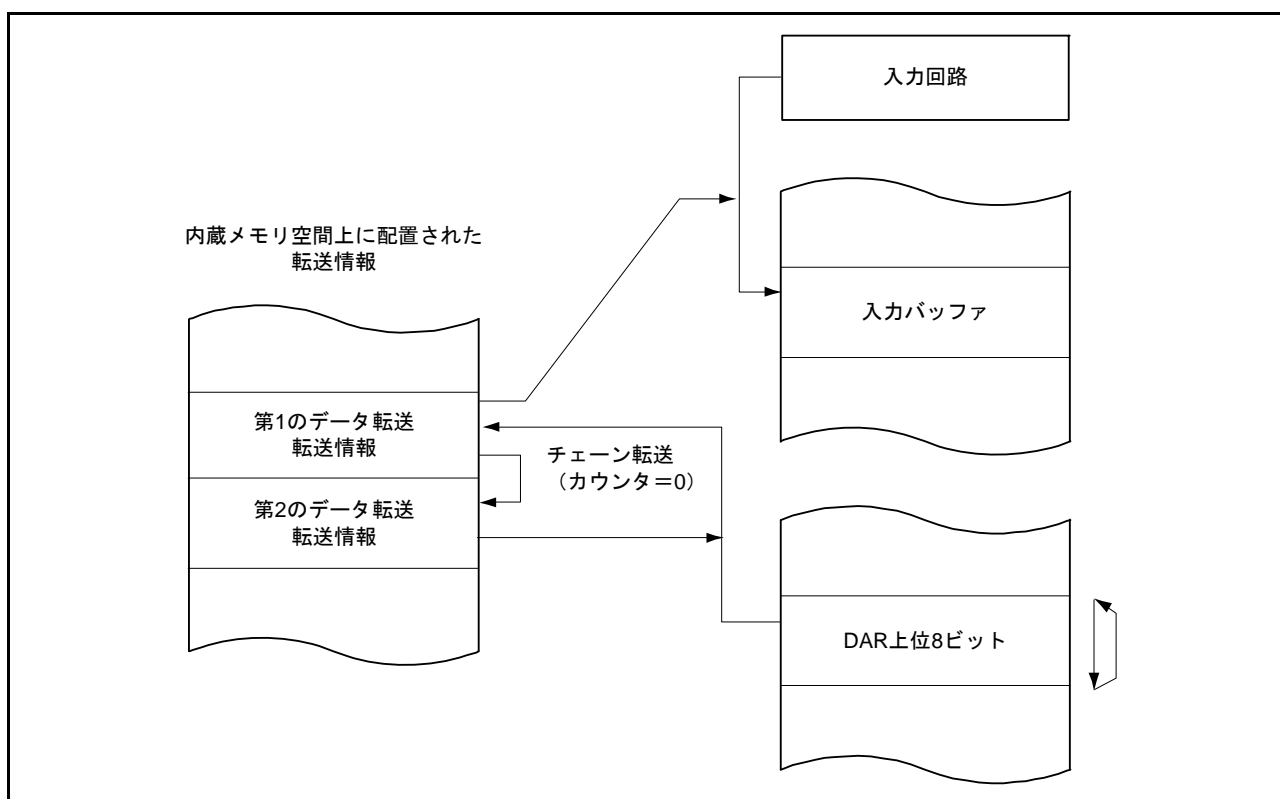 入力回路
内蔵メモリ空間上に配置された
転送情報
入力バッファ
第1のデータ転送
転送情報
チェーン転送
（カウンタ＝0）
第2のデータ転送
転送情報
DAR上位8ビット